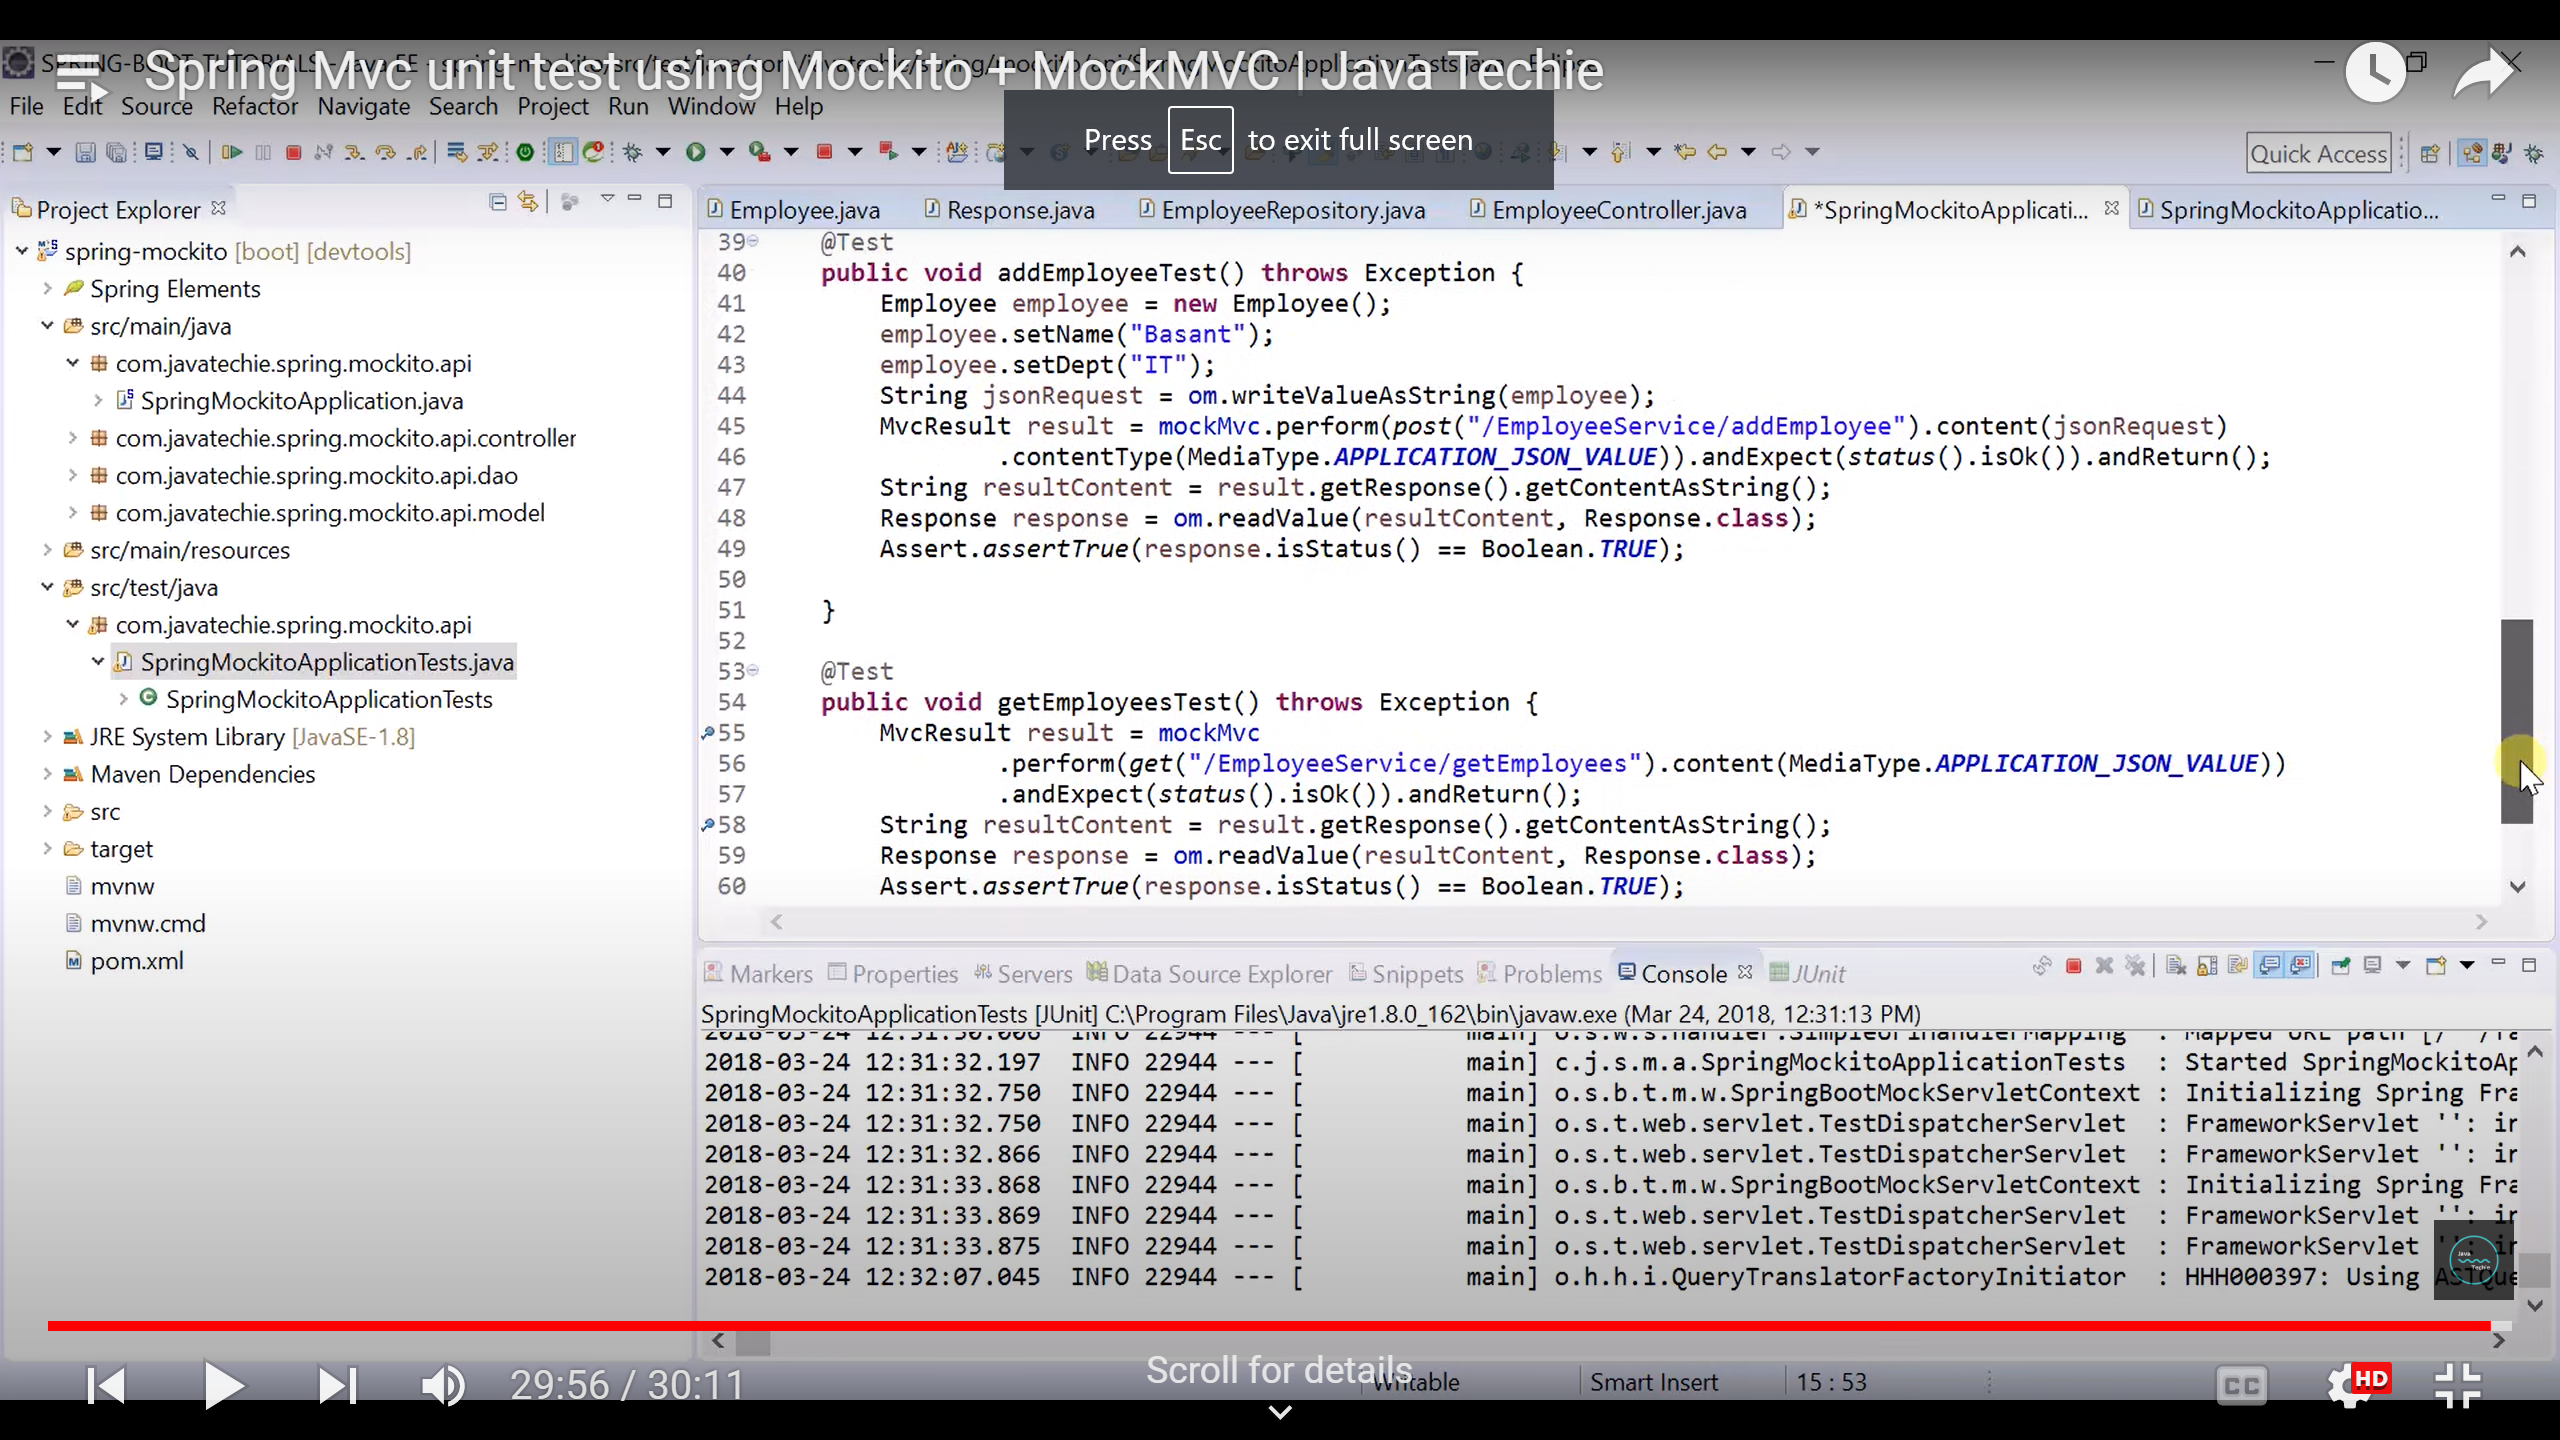 Spring Mvc unit test using Mockito + MockMVC | Java Techie
File Edit Source Refactor Navigate Search Project Run Window Help
Press Esc to exit full screen
Quick Access
Project Explorer
Employee.java Response.java EmployeeRepository.java EmployeeController.java *SpringMockitoApplicati... SpringMockitoApplicatio...
spring-mockito [boot] [devtools]
Spring Elements
src/main/java
com.javatechie.spring.mockito.api
SpringMockitoApplication.java
com.javatechie.spring.mockito.api.controller
com.javatechie.spring.mockito.api.dao
com.javatechie.spring.mockito.api.model
src/main/resources
src/test/java
com.javatechie.spring.mockito.api
SpringMockitoApplicationTests.java
SpringMockitoApplicationTests
JRE System Library [JavaSE-1.8]
Maven Dependencies
src
target
mvnw
mvnw.cmd
pom.xml
39 @Test
40 public void addEmployeeTest() throws Exception {
41 Employee employee = new Employee();
42 employee.setName("Basant");
43 employee.setDept("IT");
44 String jsonRequest = om.writeValueAsString(employee);
45 MvcResult result = mockMvc.perform(post("/EmployeeService/addEmployee").content(jsonRequest)
46 .contentType(MediaType.APPLICATION_JSON_VALUE)).andExpect(status().isOk()).andReturn();
47 String resultContent = result.getResponse().getContentAsString();
48 Response response = om.readValue(resultContent, Response.class);
49 Assert.assertTrue(response.isStatus() == Boolean.TRUE);
50
51 }
52
53 @Test
54 public void getEmployeesTest() throws Exception {
55 MvcResult result = mockMvc
56 .perform(get("/EmployeeService/getEmployees").content(MediaType.APPLICATION_JSON_VALUE))
57 .andExpect(status().isOk()).andReturn();
58 String resultContent = result.getResponse().getContentAsString();
59 Response response = om.readValue(resultContent, Response.class);
60 Assert.assertTrue(response.isStatus() == Boolean.TRUE);
Markers Properties Servers Data Source Explorer Snippets Problems Console JUnit
SpringMockitoApplicationTests [JUnit] C:\Program Files\Java\jre1.8.0_162\bin\javaw.exe (Mar 24, 2018, 12:31:13 PM)
2018-03-24 12:31:32.197 INFO 22944 --- [ main] c.j.s.m.a.SpringMockitoApplicationTests : Started SpringMockitoAp
2018-03-24 12:31:32.750 INFO 22944 --- [ main] o.s.b.t.m.w.SpringBootMockServletContext : Initializing Spring Fra
2018-03-24 12:31:32.750 INFO 22944 --- [ main] o.s.t.web.servlet.TestDispatcherServlet : FrameworkServlet '': in
2018-03-24 12:31:32.866 INFO 22944 --- [ main] o.s.t.web.servlet.TestDispatcherServlet : FrameworkServlet '': in
2018-03-24 12:31:33.868 INFO 22944 --- [ main] o.s.b.t.m.w.SpringBootMockServletContext : Initializing Spring Fra
2018-03-24 12:31:33.869 INFO 22944 --- [ main] o.s.t.web.servlet.TestDispatcherServlet : FrameworkServlet '': in
2018-03-24 12:31:33.875 INFO 22944 --- [ main] o.s.t.web.servlet.TestDispatcherServlet : FrameworkServlet
2018-03-24 12:32:07.045 INFO 22944 --- [ main] o.h.h.i.QueryTranslatorFactoryInitiator : HHH000397: Using ASTQue
29:56 / 30:11
Scroll for details
Writable Smart Insert 15 : 53
CC HD